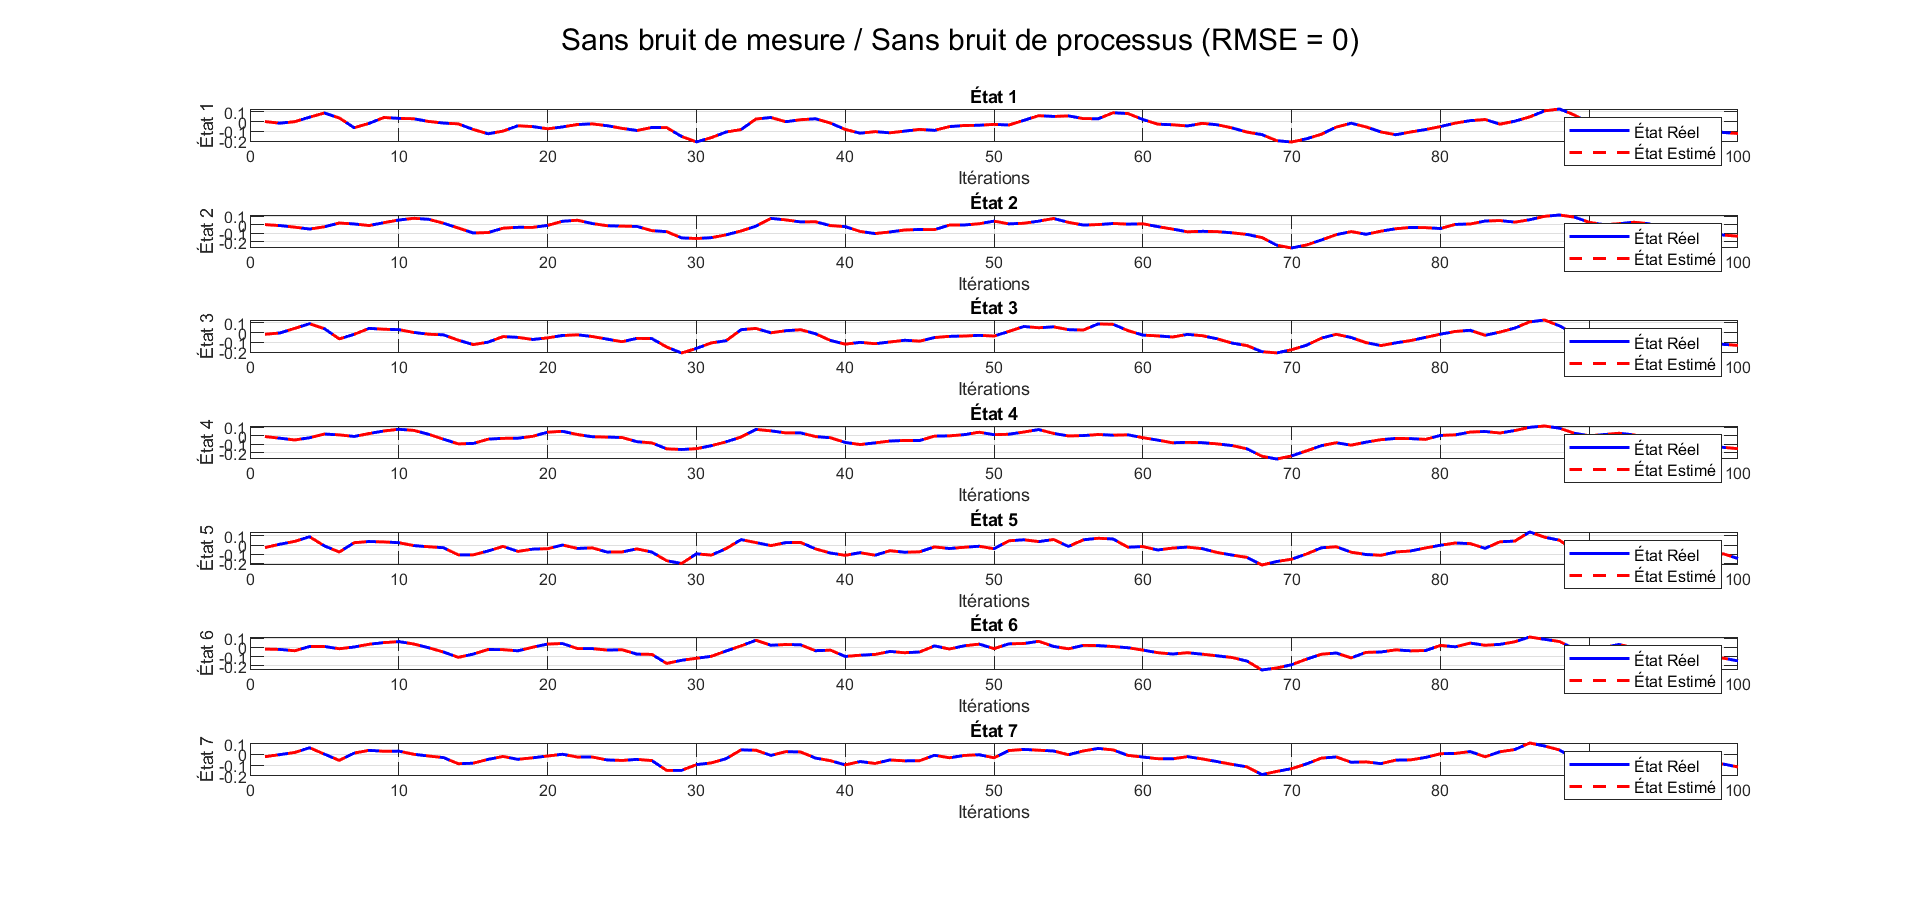 Sans bruit de mesure / Sans bruit de processus (RMSE = 0)
État 1
État 1
0.1
0
-0.1
-0.2
0 10 20 30 40 50 60 70 80 100
Itérations
État Réel
État Estimé
État 2
État 2
0.1
0
-0.1
-0.2
0 10 20 30 40 50 60 70 80 100
Itérations
État Réel
État Estimé
État 3
État 3
0.1
0
-0.1
-0.2
0 10 20 30 40 50 60 70 80 100
Itérations
État Réel
État Estimé
État 4
État 4
0.1
0
-0.1
-0.2
0 10 20 30 40 50 60 70 80 100
Itérations
État Réel
État Estimé
État 5
État 5
0.1
0
-0.1
-0.2
0 10 20 30 40 50 60 70 80 100
Itérations
État Réel
État Estimé
État 6
État 6
0.1
0
-0.1
-0.2
0 10 20 30 40 50 60 70 80 100
Itérations
État Réel
État Estimé
État 7
État 7
0.1
0
-0.1
-0.2
0 10 20 30 40 50 60 70 80 100
Itérations
État Réel
État Estimé